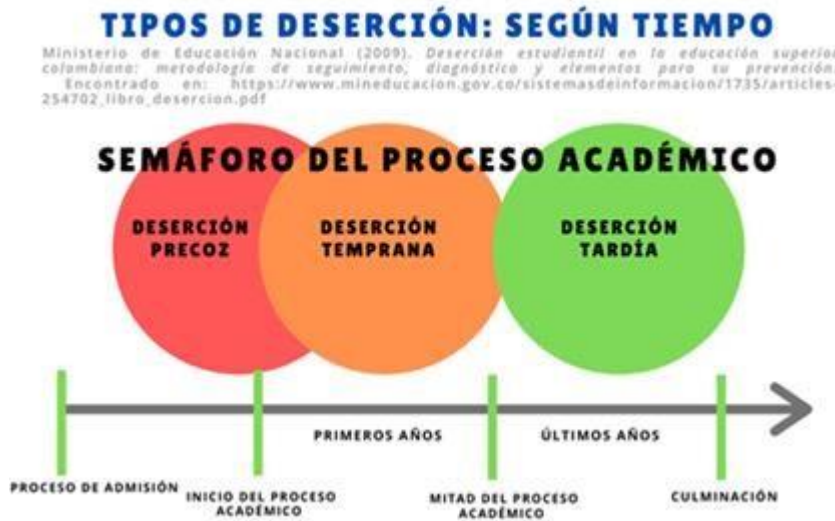 TIPOS DE DESERCIÓN: SEGÚN TIEMPO
Ministerio de Educación Nacional (2009). Deserción estudiantil en la educación superior
colombiana: metodología de seguimiento, diagnóstico y elementos para su prevención
Encontrado en: https://www.mineducacion.gov.co/sistemasdeinformacion/1735/articles-
254702_libro_desercion.pdf
SEMÁFORO DEL PROCESO ACADÉMICO
DESERCIÓN
PRECOZ
DESERCIÓN
TEMPRANA
DESERCIÓN
TARDÍA
PRIMEROS AÑOS
ÚLTIMOS AÑOS
PROCESO DE ADMISIÓN
INICIO DEL PROCESO
ACADÉMICO
MITAD DEL PROCESO
ACADÉMICO
CULMINACIÓN